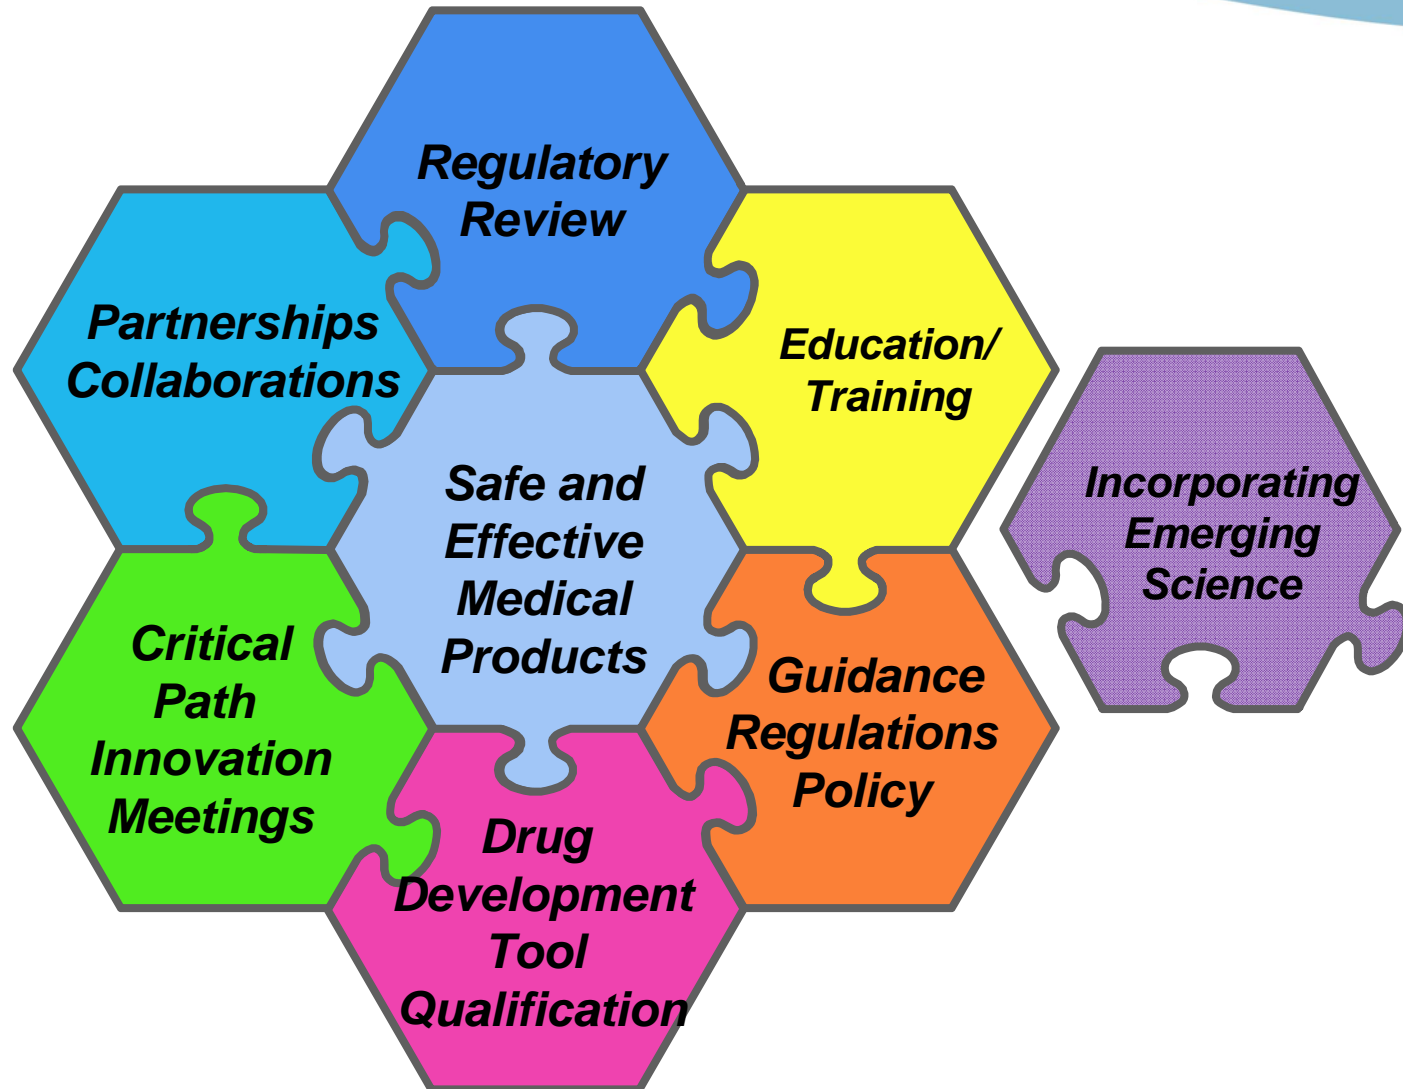 Regulatory
Review
Partnerships
Collaborations
Education/
Training
Safe and
Effective
Medical
Products
Incorporating
Emerging
Science
Critical
Path
Innovation
Meetings
Guidance
Regulations
Policy
Drug
Development
Tool
Qualification